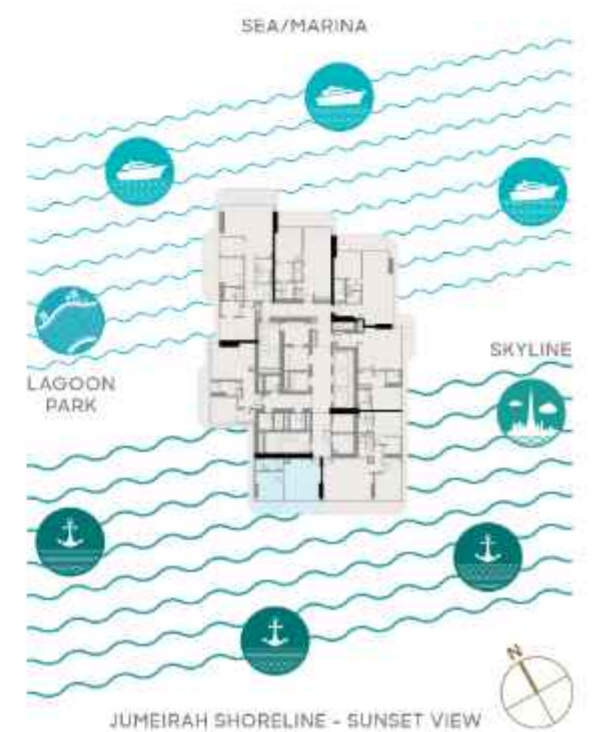 SEA/MARINA
SKYLINE
LAGOON
PARK
N
JUMEIRAH SHORELINE - SUNSET VIEW